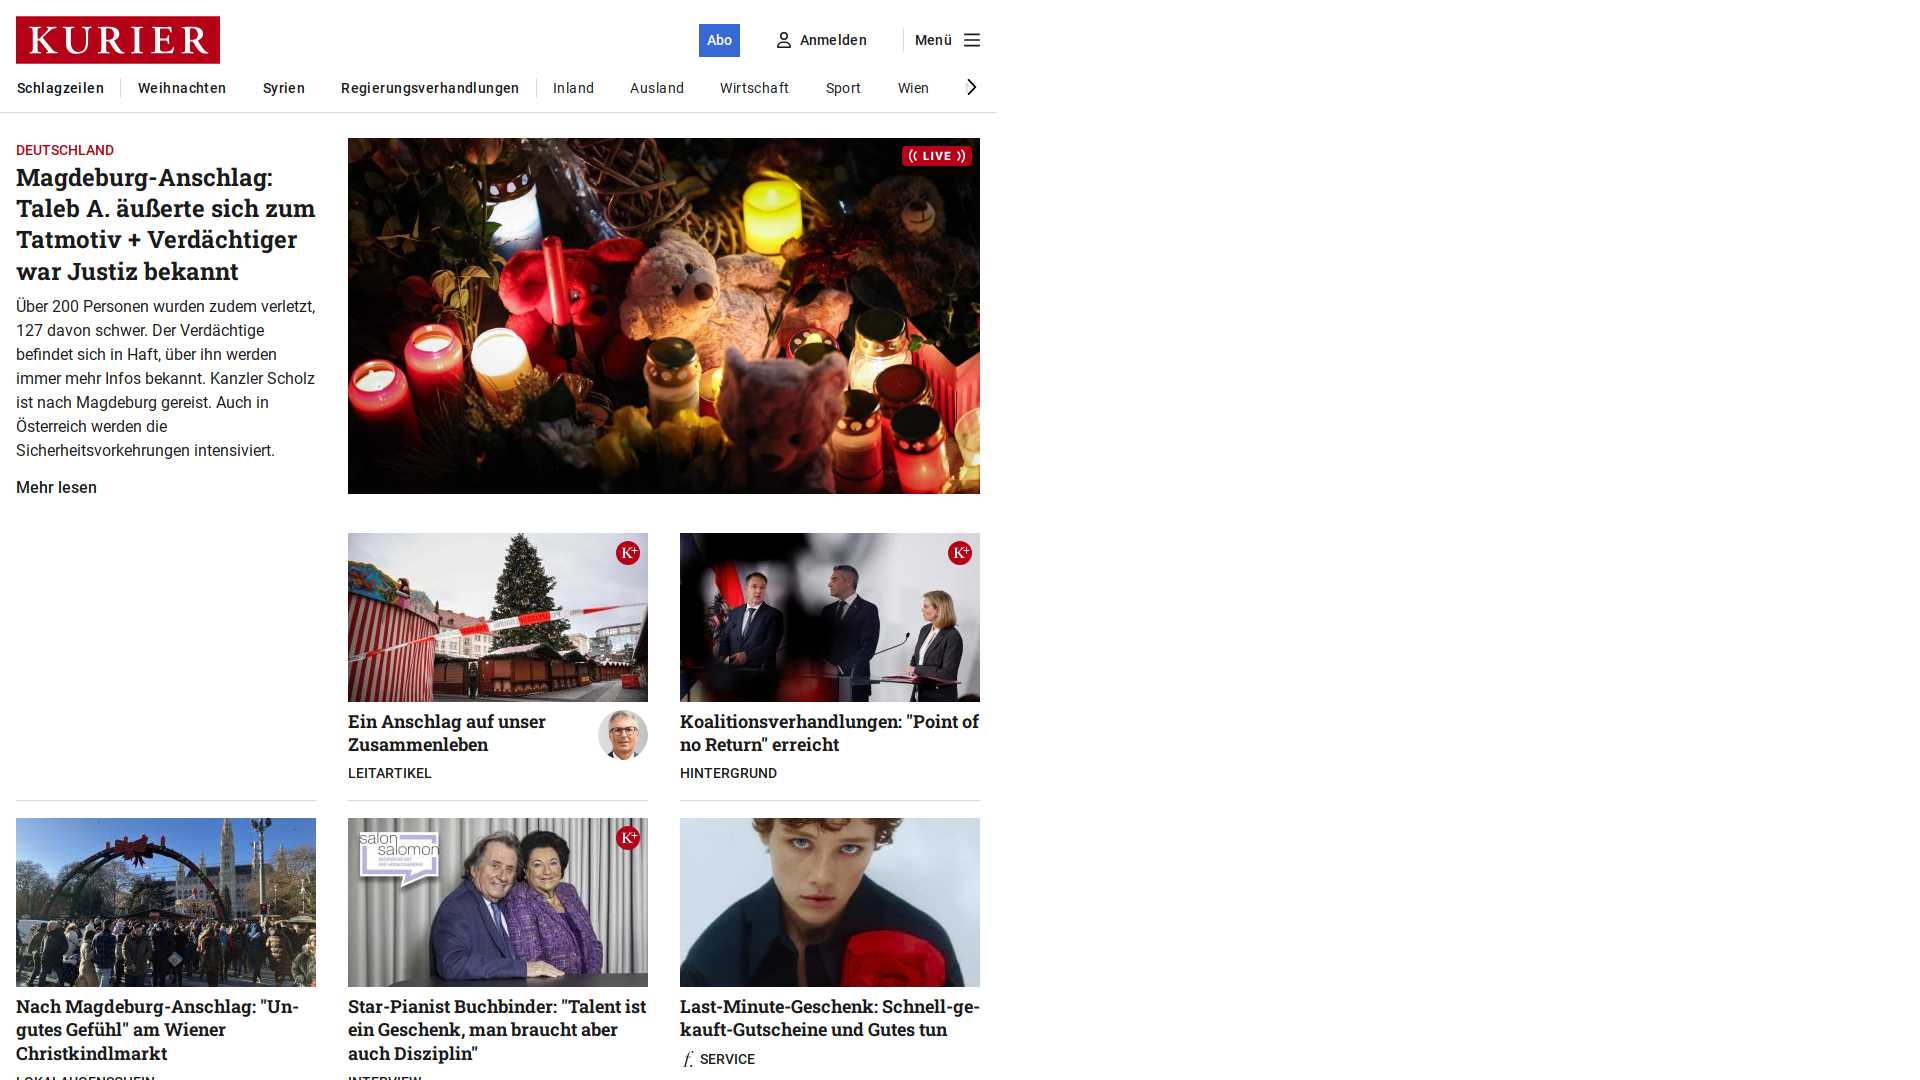 KURIER
Abo
Anmelden
Menü
Schlagzeilen
Weihnachten
Syrien
Regierungsverhandlungen
Inland
Ausland
Wirtschaft
Sport
Wien
DEUTSCHLAND
Magdeburg-Anschlag:
Taleb A. äußerte sich zum
Tatmotiv + Verdächtiger
war Justiz bekannt
Über 200 Personen wurden zudem verletzt,
127 davon schwer. Der Verdächtige
befindet sich in Haft, über ihn werden
immer mehr Infos bekannt. Kanzler Scholz
ist nach Magdeburg gereist. Auch in
Österreich werden die
Sicherheitsvorkehrungen intensiviert.
Mehr lesen
LIVE
K+
Ein Anschlag auf unser
Zusammenleben
LEITARTIKEL
K+
Koalitionsverhandlungen: "Point of
no Return" erreicht
HINTERGRUND
Nach Magdeburg-Anschlag: "Un-
gutes Gefühl" am Wiener
Christkindlmarkt
LOKALAUGENSCHEIN
salon
salomon
K+
Star-Pianist Buchbinder: "Talent ist
ein Geschenk, man braucht aber
auch Disziplin"
INTERVIEW
Last-Minute-Geschenk: Schnell-ge-
kauft-Gutscheine und Gutes tun
f. SERVICE